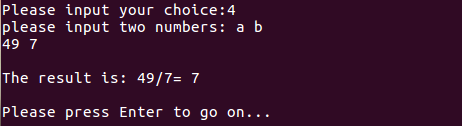 Please input your choice:4
please input two numbers: a b
49 7
The result is: 49/7= 7
Please press Enter to go on...